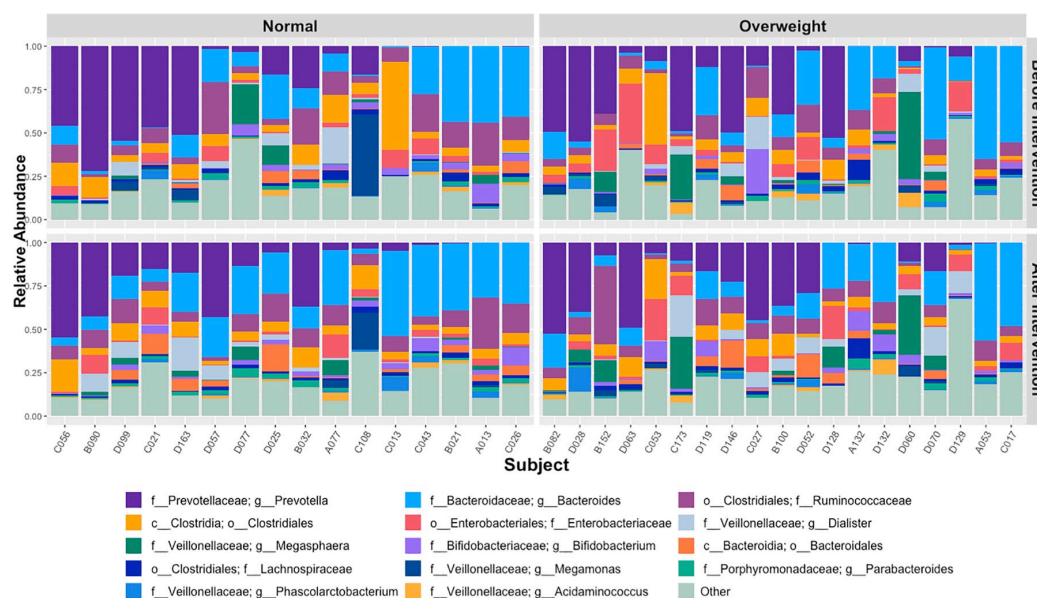 Normal
Overweight
Relative Abundance
1.00
0.75
0.50
0.25
0.00
Before Intervention
1.00
0.75
0.50
0.25
0.00
After Intervention
C056 B090 D099 C021 D163 D057 D077 D025 B032 A077 C108 C013 C043 B021 A013 C026
B082 D028 B152 D063 C053 C173 D119 D146 C027 B100 D052 D128 A132 D132 D060 D070 D129 A053 C017
Subject
f__Prevotellaceae; g__Prevotella
f__Bacteroidaceae; g__Bacteroides
o__Clostridiales; f__Ruminococcaceae
c__Clostridia; o__Clostridiales
o__Enterobacteriales; f__Enterobacteriaceae
f__Veillonellaceae; g__Dialister
f__Veillonellaceae; g__Megasphaera
f__Bifidobacteriaceae; g__Bifidobacterium
c__Bacteroidia; o__Bacteroidales
o__Clostridiales; f__Lachnospiraceae
f__Veillonellaceae; g__Megamonas
f__Porphyromonadaceae; g__Parabacteroides
f__Veillonellaceae; g__Phascolarctobacterium
f__Veillonellaceae; g__Acidaminococcus
Other